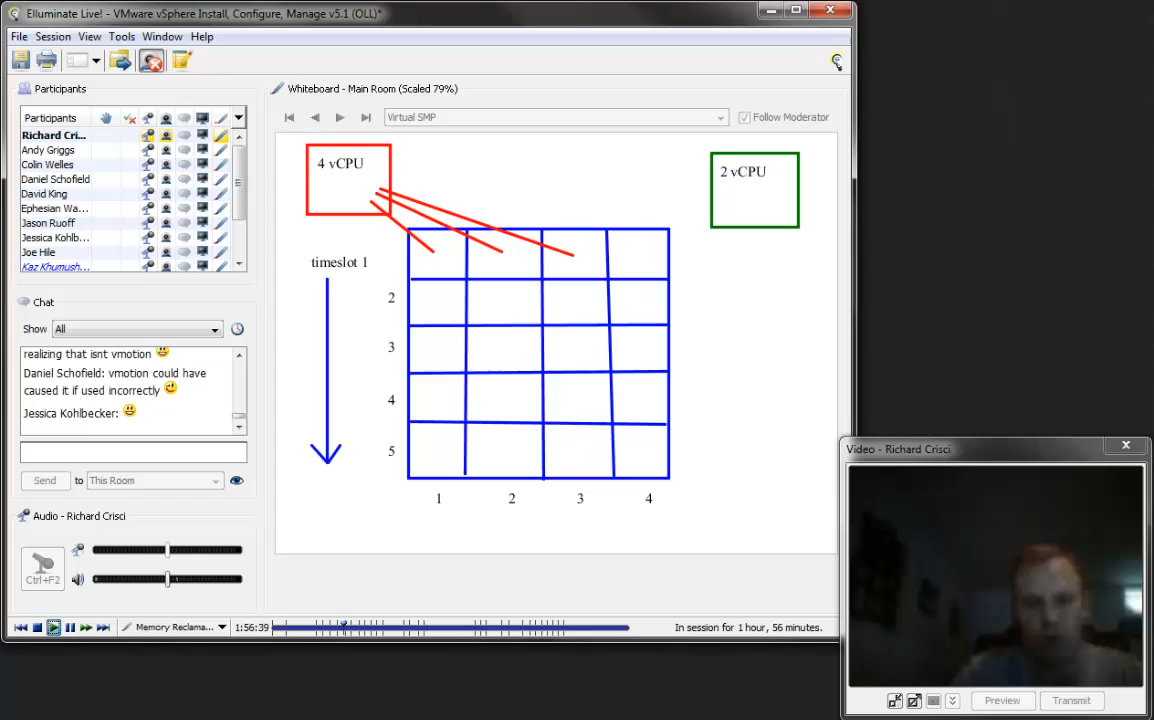 Elluminate Live! - VMware vSphere Install, Configure, Manage v5.1 (OLL)*
File Session View Tools Window Help
Participants
Participants
Richard Cri...
Andy Griggs
Colin Welles
Daniel Schofield
David King
Ephesian Wa...
Jason Ruoff
Jessica Kohlb...
Joe Hile
Kaz Khumush...
Chat
Show All
realizing that isnt vmotion
Daniel Schofield: vmotion could have
caused it if used incorrectly
Jessica Kohlbecker:
Send to This Room
Audio - Richard Crisci
Ctrl+F2
Memory Reclama... 1:56:39
In session for 1 hour, 56 minutes.
Whiteboard - Main Room (Scaled 79%)
Virtual SMP
Follow Moderator
4 vCPU
2 vCPU
timeslot 1
2
3
4
5
1 2 3 4
Video - Richard Crisci
Preview Transmit